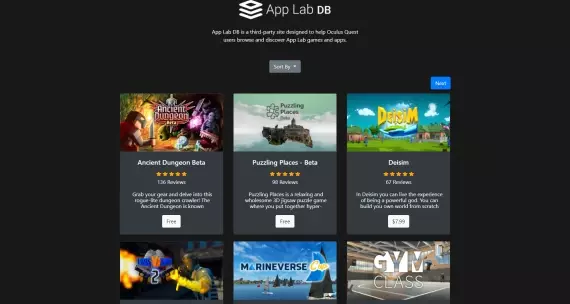 App Lab DB
App Lab DB is a third-party site designed to help Oculus Quest
users browse and discover App Lab games and apps.
Sort By
Next
Ancient
Dungeon
Beta
Puzzling
Places
Beta
DEISIM
Ancient Dungeon Beta
136 Reviews
Grab your gear and delve into this
rogue-lite dungeon crawler! The
Ancient Dungeon is known
Free
Puzzling Places - Beta
98 Reviews
Puzzling Places is a relaxing and
wholesome 3D jigsaw puzzle game
where you put together hyper-
Free
Deisim
67 Reviews
In Deisim you can live the experience
of being a powerful god. You can
build you own world from scratch
$7.99
2
MARINEVERSE
Cup
GYM
CLASS